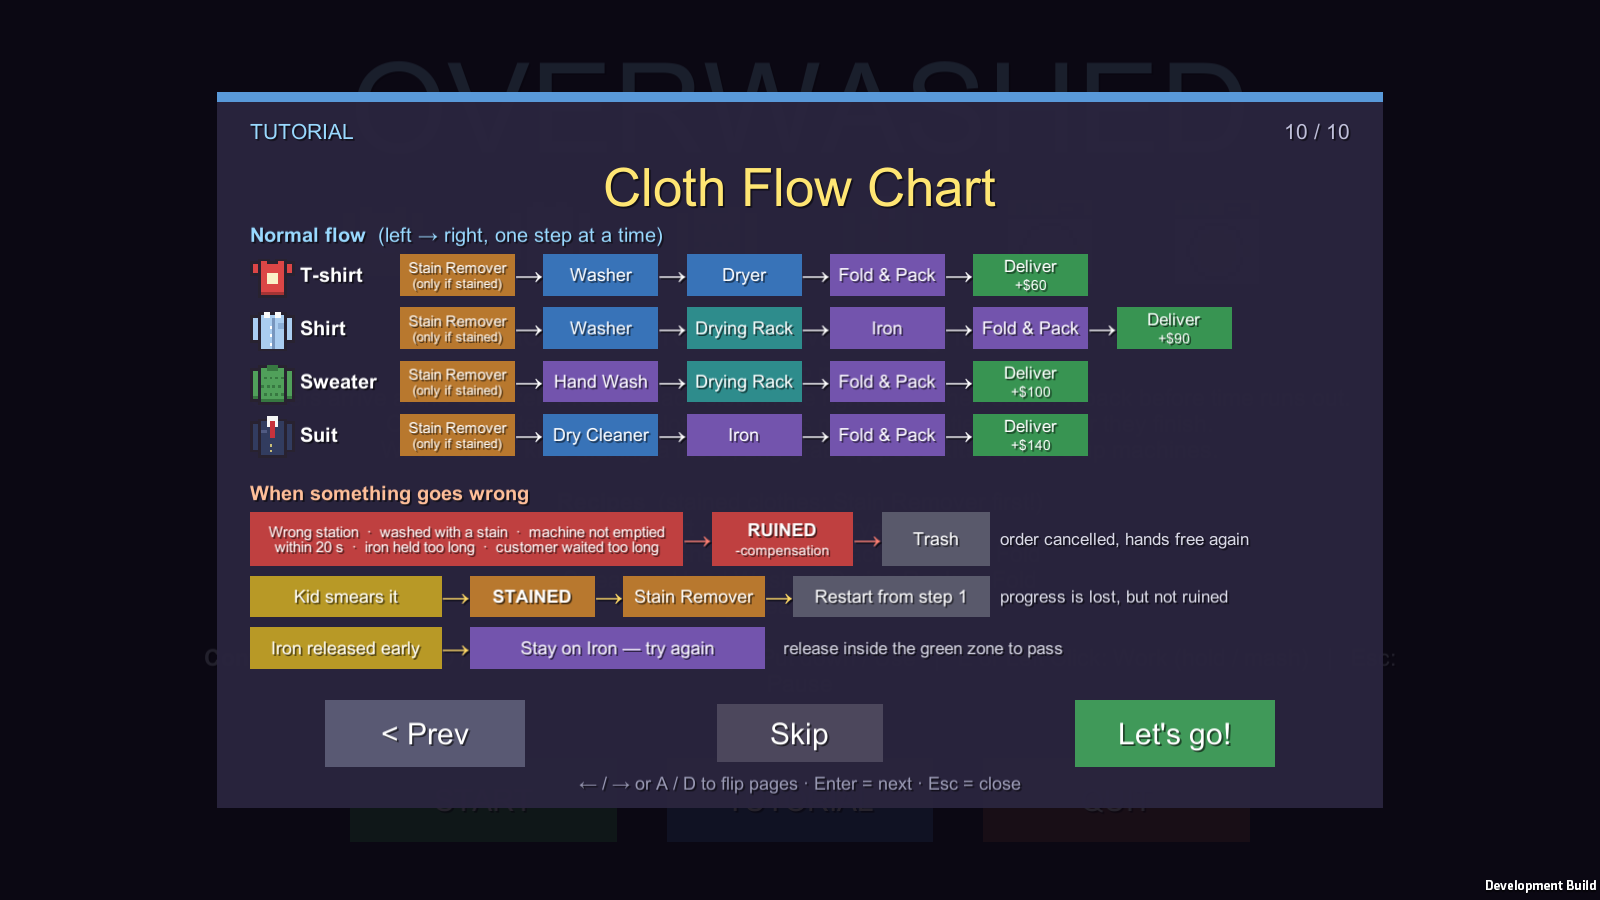 OVERWASHED
TUTORIAL
10 / 10
Cloth Flow Chart
Normal flow (left → right, one step at a time)
T-shirt
Stain Remover
(only if stained)
→ Washer → Dryer → Fold & Pack → Deliver
+$60
Shirt
Stain Remover
(only if stained)
→ Washer → Drying Rack → Iron → Fold & Pack → Deliver
+$90
Sweater
Stain Remover
(only if stained)
→ Hand Wash → Drying Rack → Fold & Pack → Deliver
+$100
Suit
Stain Remover
(only if stained)
→ Dry Cleaner → Iron → Fold & Pack → Deliver
+$140
When something goes wrong
Wrong station · washed with a stain · machine not emptied
within 20 s · iron held too long · customer waited too long
→ RUINED
-compensation
→ Trash order cancelled, hands free again
Kid smears it → STAINED → Stain Remover → Restart from step 1 progress is lost, but not ruined
Iron released early → Stay on Iron — try again release inside the green zone to pass
< Prev
Skip
Let's go!
← / → or A / D to flip pages · Enter = next · Esc = close
START
TUTORIAL
QUIT
Development Build